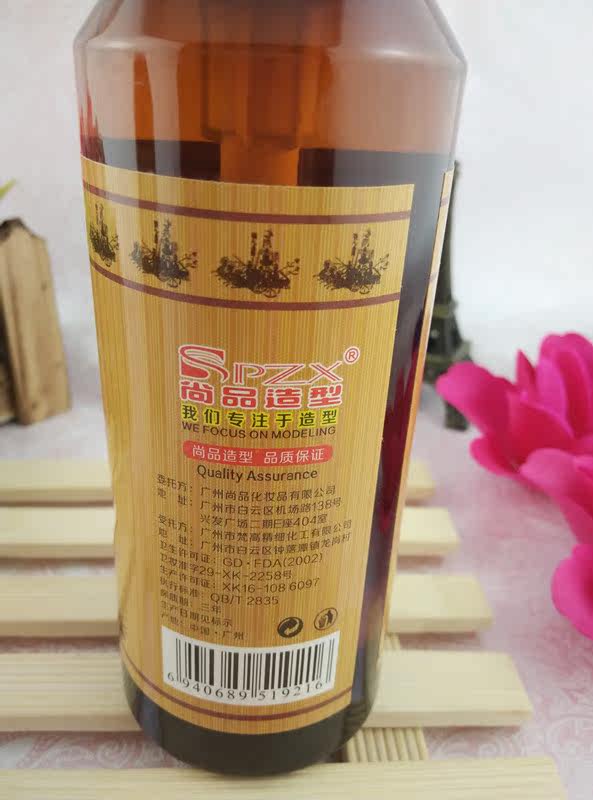 SPZX®
尚品造型
我们专注于造型
WE FOCUS ON MODELING
尚品造型 品质保证
Quality Assurance
委托方：广州尚品化妆品有限公司
地 址：广州市白云区机场路138号
兴发广场二期E座404室
委托方：广州市梵高精细化工有限公司
地 址：广州市白云区钟落潭镇龙岗村
卫生许可证：GD·FDA(2002)
卫妆准字29-XK-2258号
生产许可证：XK16-108 6097
执行标准：QB/T 2835
保质期：三年
生产日期见标示
产地：中国·广州
6 940689 519216